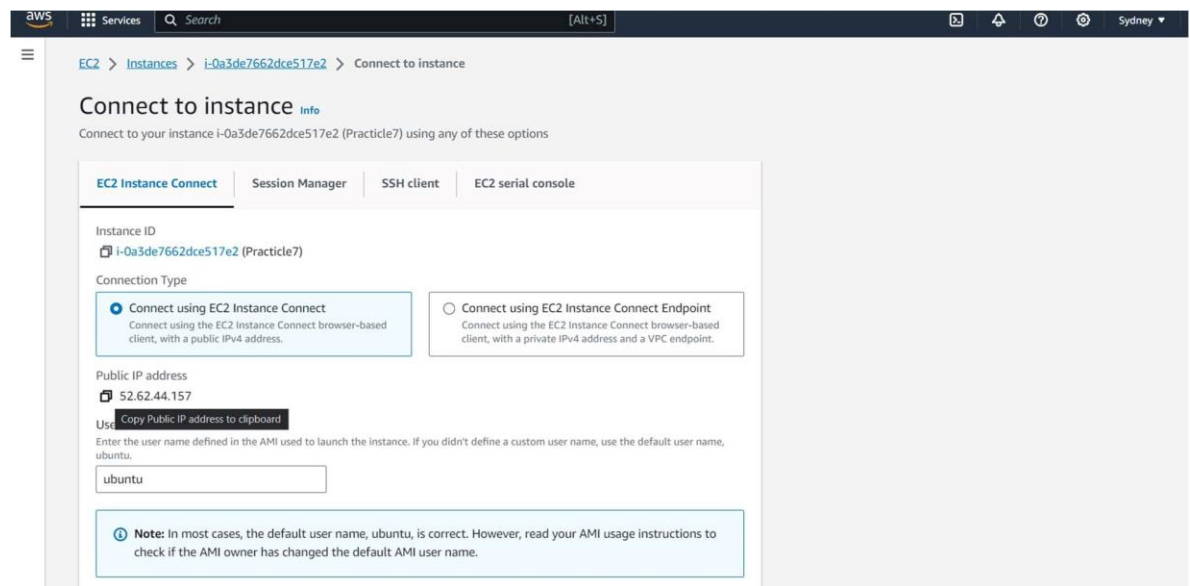 aws Services Search [Alt+S] Sydney
EC2 > Instances > i-0a3de7662dce517e2 > Connect to instance
Connect to instance Info
Connect to your instance i-0a3de7662dce517e2 (Practicle7) using any of these options
EC2 Instance Connect Session Manager SSH client EC2 serial console
Instance ID
i-0a3de7662dce517e2 (Practicle7)
Connection Type
Connect using EC2 Instance Connect
Connect using the EC2 Instance Connect browser-based
client, with a public IPv4 address.
Connect using EC2 Instance Connect Endpoint
Connect using the EC2 Instance Connect browser-based
client, with a private IPv4 address and a VPC endpoint.
Public IP address
52.62.44.157
Copy Public IP address to clipboard
Enter the user name defined in the AMI used to launch the instance. If you didn't define a custom user name, use the default user name,
ubuntu.
ubuntu
Note: In most cases, the default user name, ubuntu, is correct. However, read your AMI usage instructions to
check if the AMI owner has changed the default AMI user name.